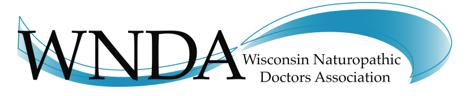 WNDA
Wisconsin Naturopathic
Doctors Association